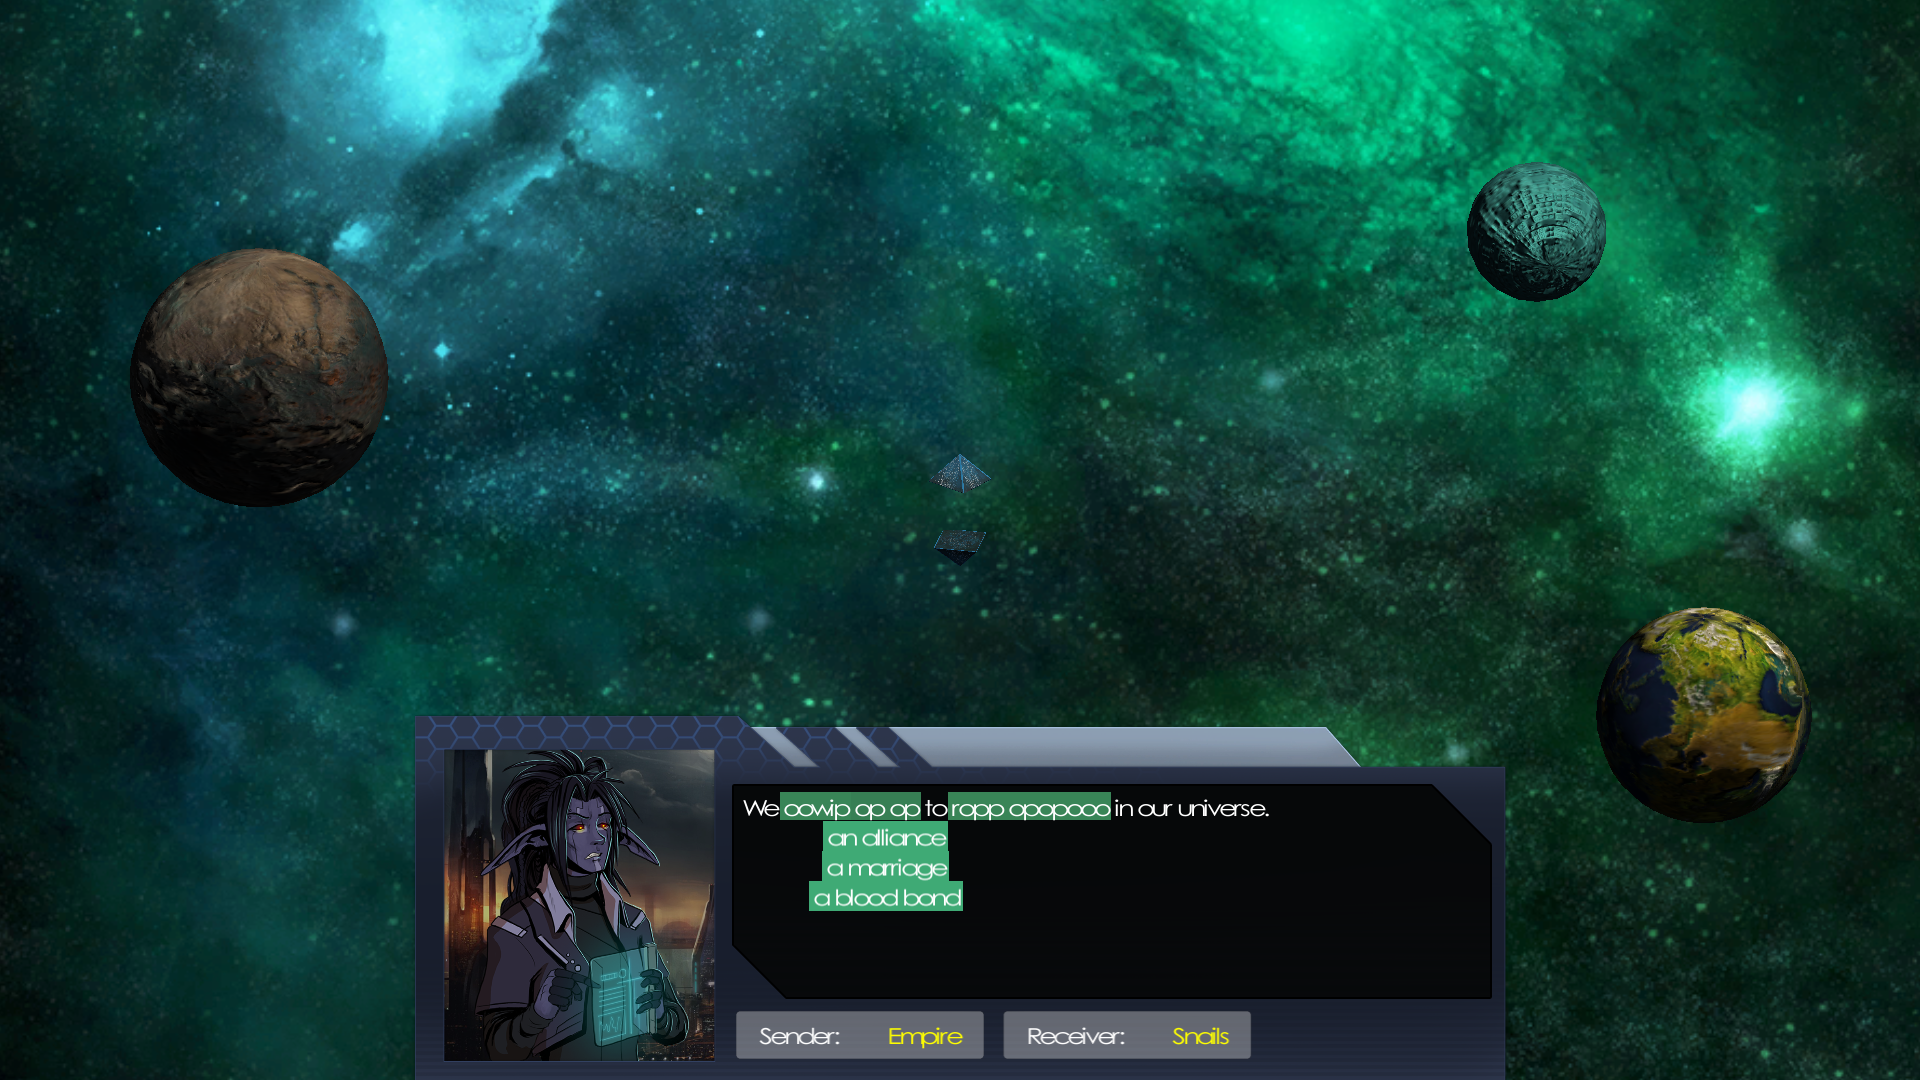 We oowip op op to ropp opopooo in our universe.
an alliance
a marriage
a blood bond
Sender: Empire
Receiver: Snails